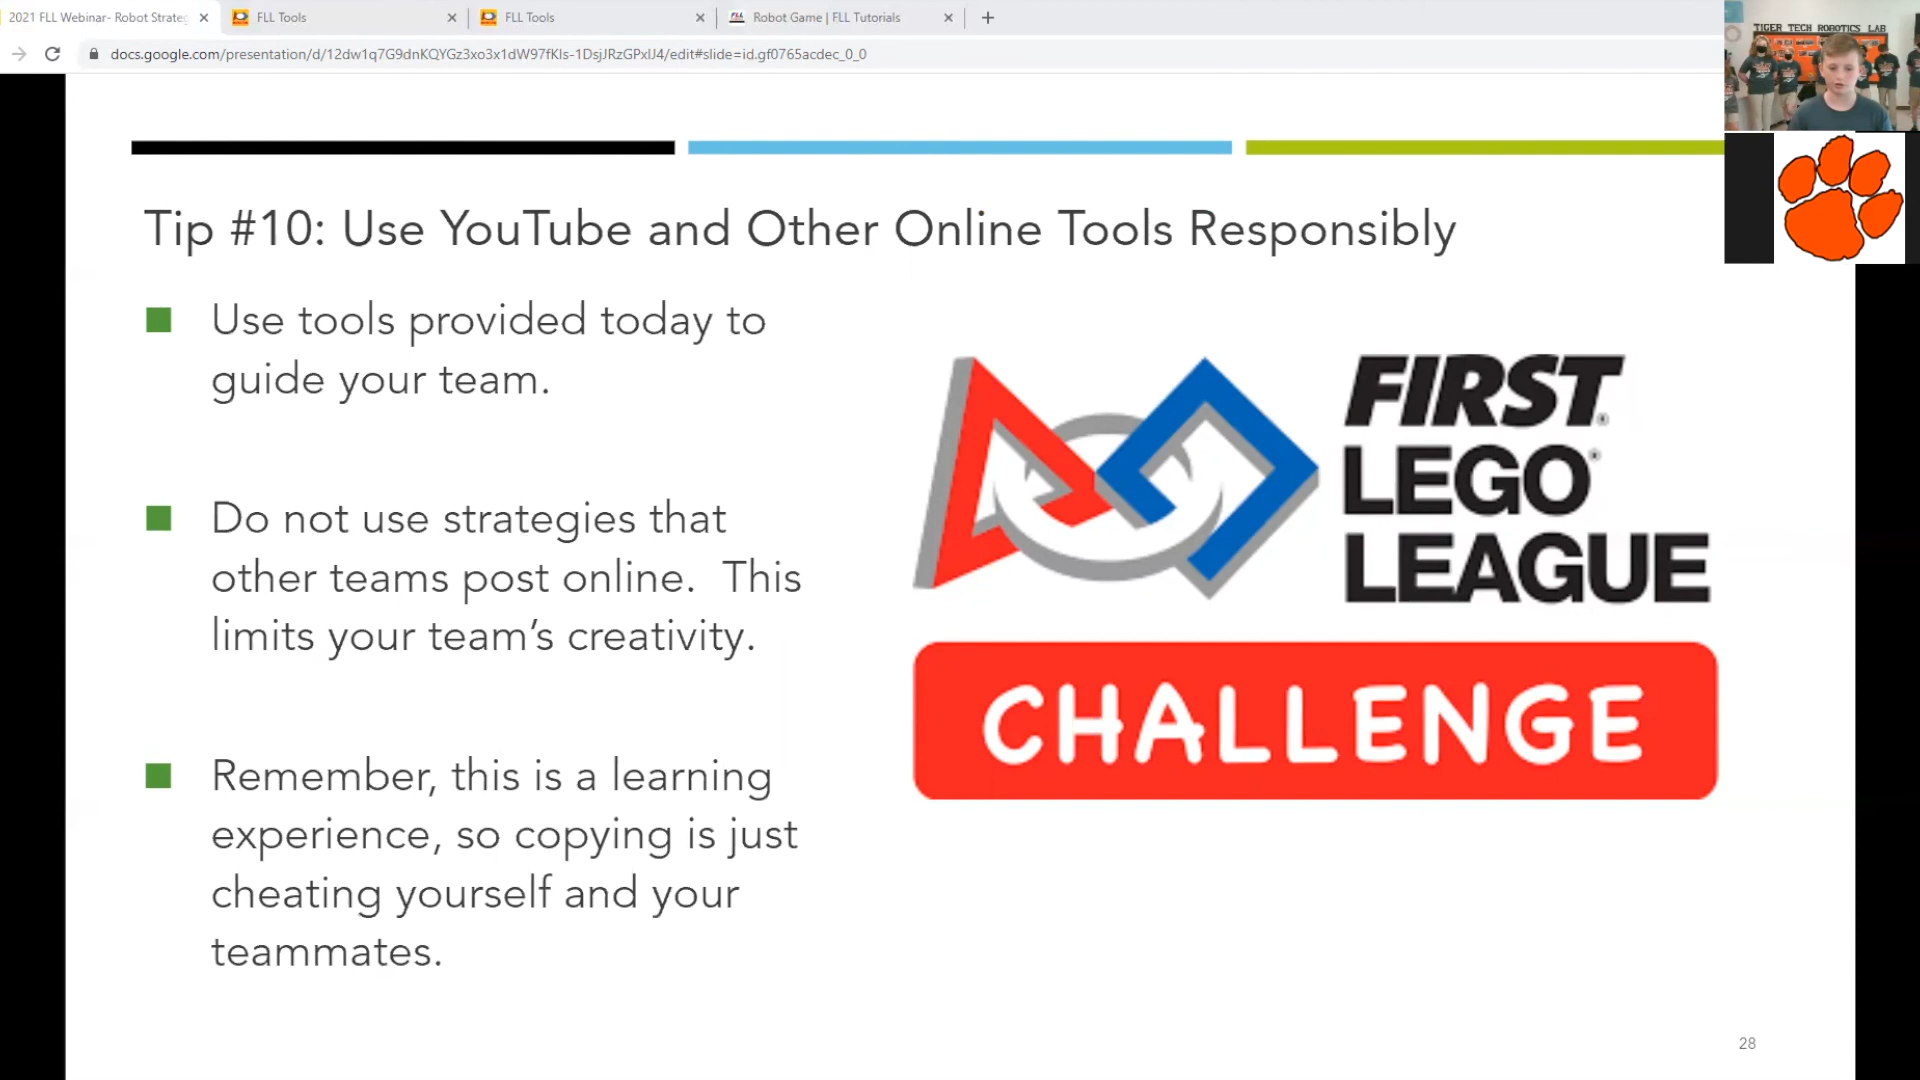 2021 FLL Webinar- Robot Strateg
FLL Tools
FLL Tools
Robot Game | FLL Tutorials
docs.google.com/presentation/d/12dw1q7G9dnKQYGz3xo3x1dW97fKls-1DsjJRzGPxlJ4/edit#slide=id.gf0765acdec_0_0
TIGER TECH ROBOTICS LAB
Tip #10: Use YouTube and Other Online Tools Responsibly
Use tools provided today to
guide your team.
Do not use strategies that
other teams post online. This
limits your team’s creativity.
Remember, this is a learning
experience, so copying is just
cheating yourself and your
teammates.
FIRST®
LEGO®
LEAGUE
CHALLENGE
28